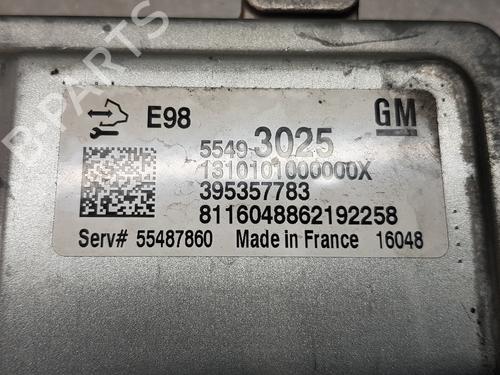 E98
GM
5549 3025
1310101000000X
395357783
8116048862192258
Serv# 55487860 Made in France 16048
B-PARTS